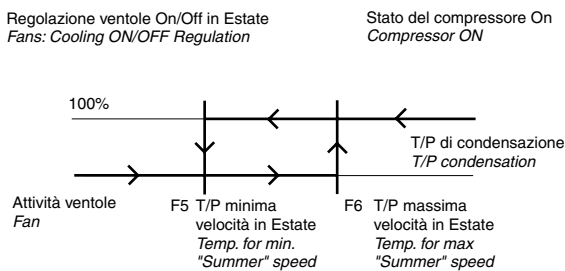 Regolazione ventole On/Off in Estate
Fans: Cooling ON/OFF Regulation
Stato del compressore On
Compressor ON
100%
T/P di condensazione
T/P condensation
Attività ventole
Fan
F5 T/P minima
velocità in Estate
Temp. for min.
"Summer" speed
F6 T/P massima
velocità in Estate
Temp. for max
"Summer" speed